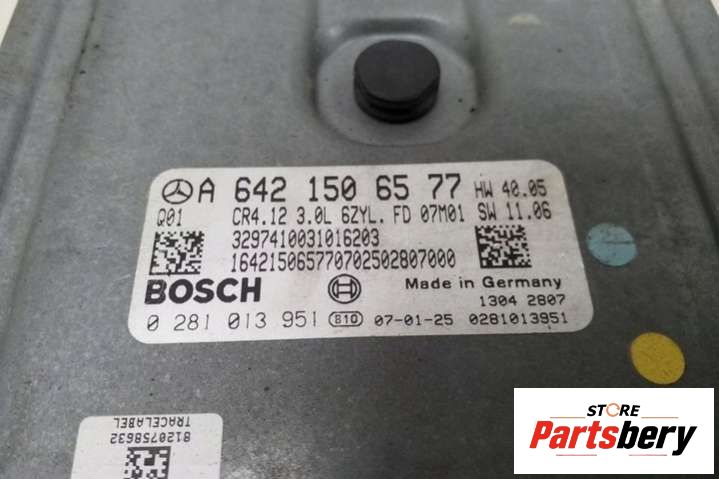 A 642 150 65 77 HW 40.05
Q01 CR4.12 3.0L 6ZYL. FD 07M01 SW 11.06
3297410031016203
164215065770702502807000
BOSCH Made in Germany
1304 2807
0 281 013 951 810 07-01-25 0281013951
8120758632
TRACELABEL
STORE
Partsbery